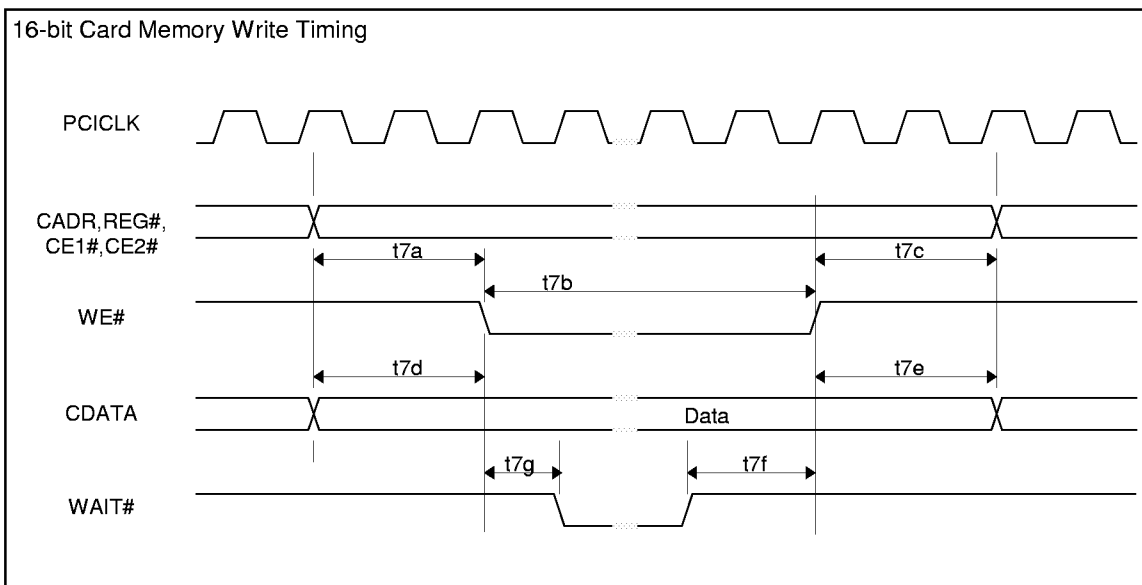 16-bit Card Memory Write Timing
PCICLK
CADR,REG#,
CE1#,CE2#
t7a
t7c
t7b
WE#
t7d
t7e
CDATA
Data
t7g
t7f
WAIT#